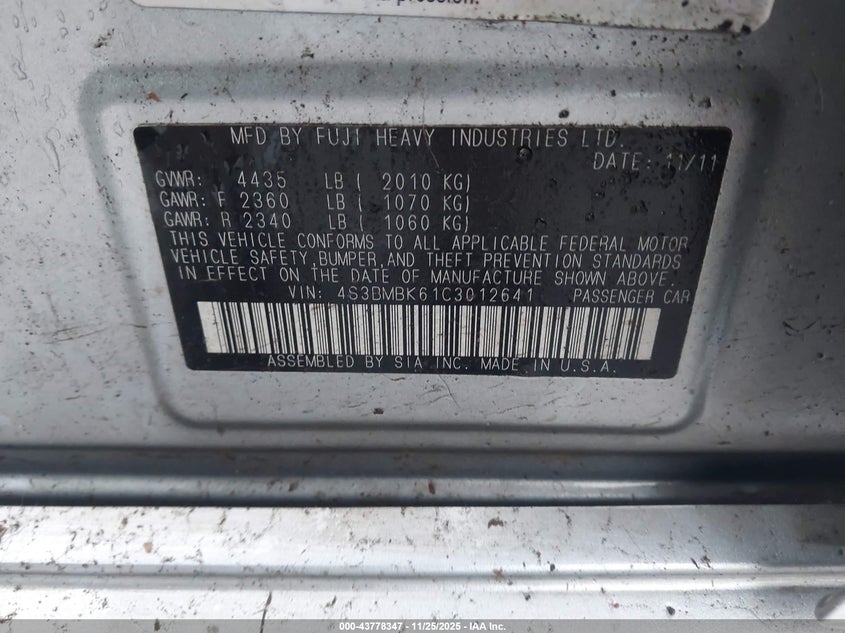 MFD BY FUJI HEAVY INDUSTRIES LTD.
DATE: 11/11
GVWR: 4435 LB ( 2010 KG)
GAWR: F 2360 LB ( 1070 KG)
GAWR: R 2340 LB ( 1060 KG)
THIS VEHICLE CONFORMS TO ALL APPLICABLE FEDERAL MOTOR
VEHICLE SAFETY, BUMPER, AND THEFT PREVENTION STANDARDS
IN EFFECT ON THE DATE OF MANUFACTURE SHOWN ABOVE.
VIN: 4S3BMBK61C3012641 PASSENGER CAR
ASSEMBLED BY SIA INC. MADE IN U.S.A.
000-43778347 - 11/25/2025 - © IAA Inc.